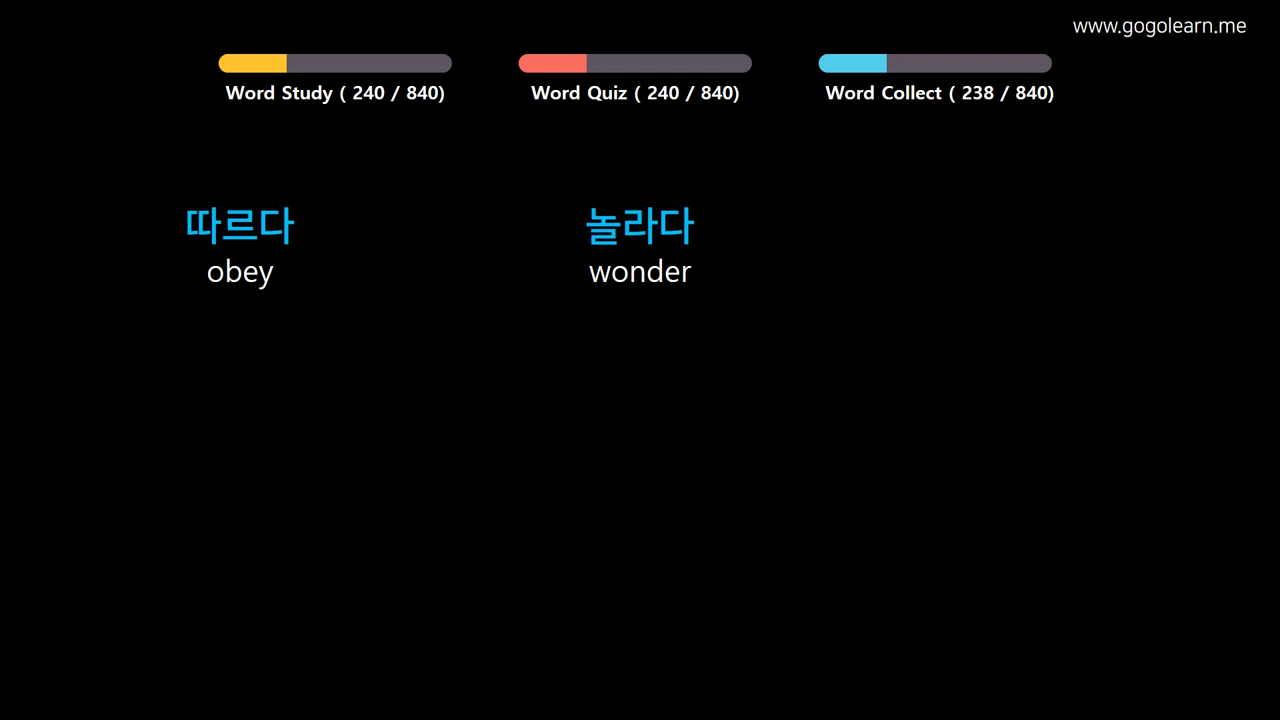 www.gogolearn.me
Word Study ( 240 / 840)
Word Quiz ( 240 / 840)
Word Collect ( 238 / 840)
따르다
obey
놀라다
wonder